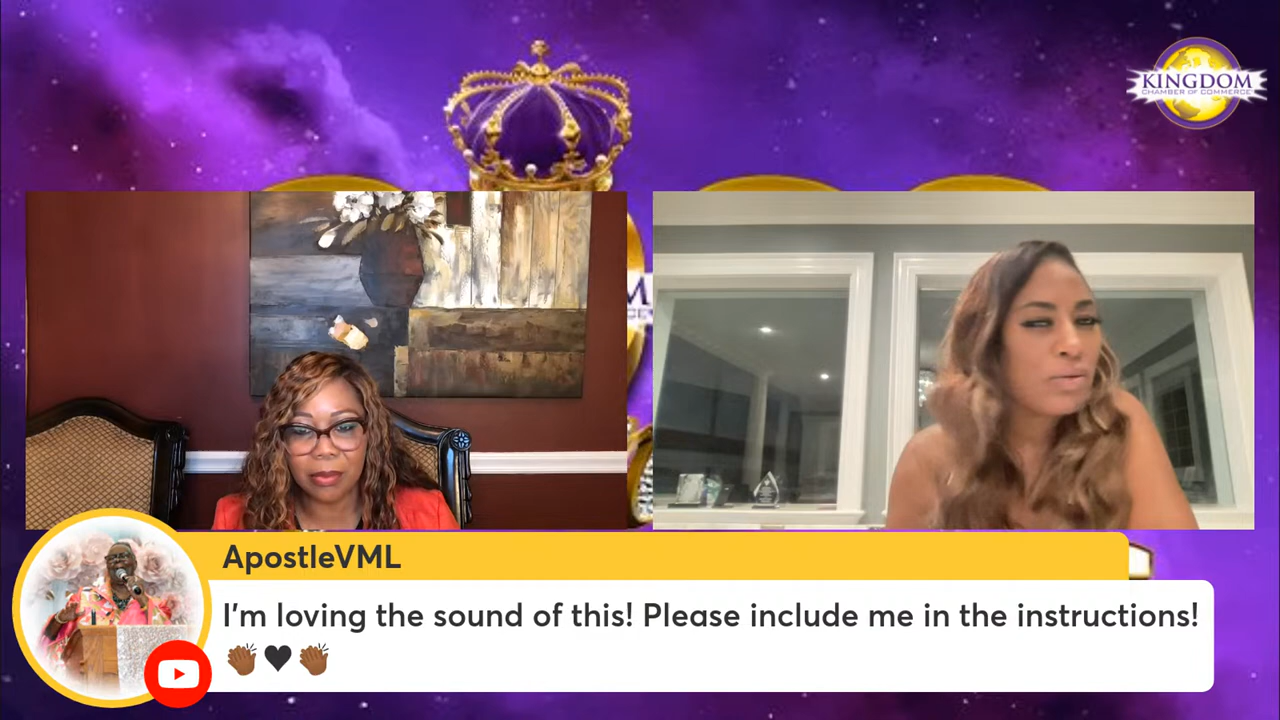 KINGDOM
CHAMBER OF COMMERCE
ApostleVML
I'm loving the sound of this! Please include me in the instructions!
👏🏾🖤👏🏾